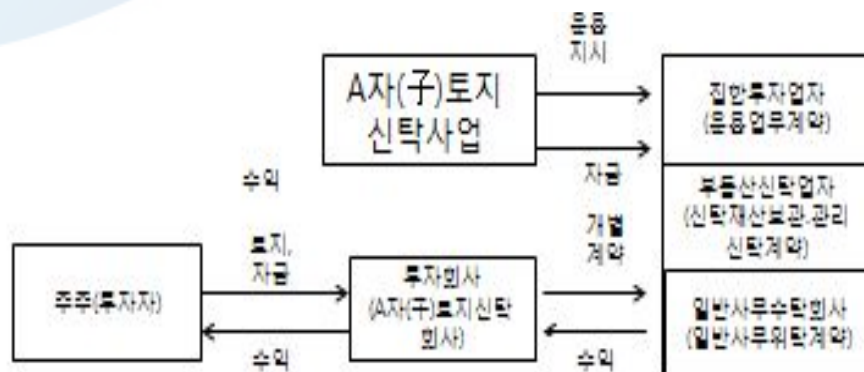 운용
지시
A자(子)토지
신탁사업
집합투자업자
(운용업무계약)
수익
자금
부동산신탁업자
(신탁재산보관.관리
신탁계약)
토지,
자금
개별
계약
주주(투자자)
투자회사
(A자(子)토지신탁
회사)
일반사무수탁회사
(일반사무위탁계약)
수익
수익